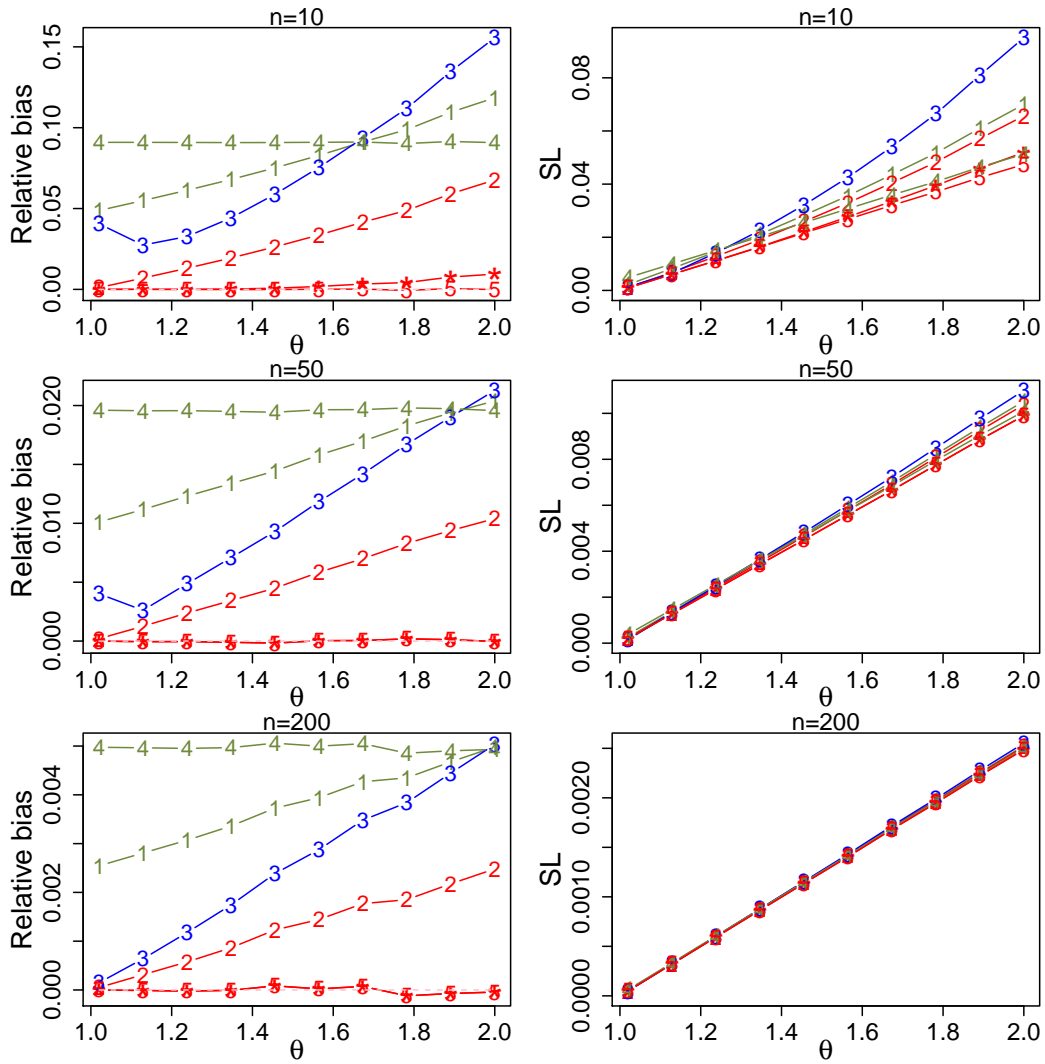 n=10
Relative bias
0.00 0.05 0.10 0.15
1.0 1.2 1.4 1.6 1.8 2.0
θ
n=10
SL
0.00 0.04 0.08
1.0 1.2 1.4 1.6 1.8 2.0
θ
n=50
Relative bias
0.000 0.010 0.020
1.0 1.2 1.4 1.6 1.8 2.0
θ
n=50
SL
0.000 0.004 0.008
1.0 1.2 1.4 1.6 1.8 2.0
θ
n=200
Relative bias
0.000 0.002 0.004
1.0 1.2 1.4 1.6 1.8 2.0
θ
n=200
SL
0.0000 0.0010 0.0020
1.0 1.2 1.4 1.6 1.8 2.0
θ